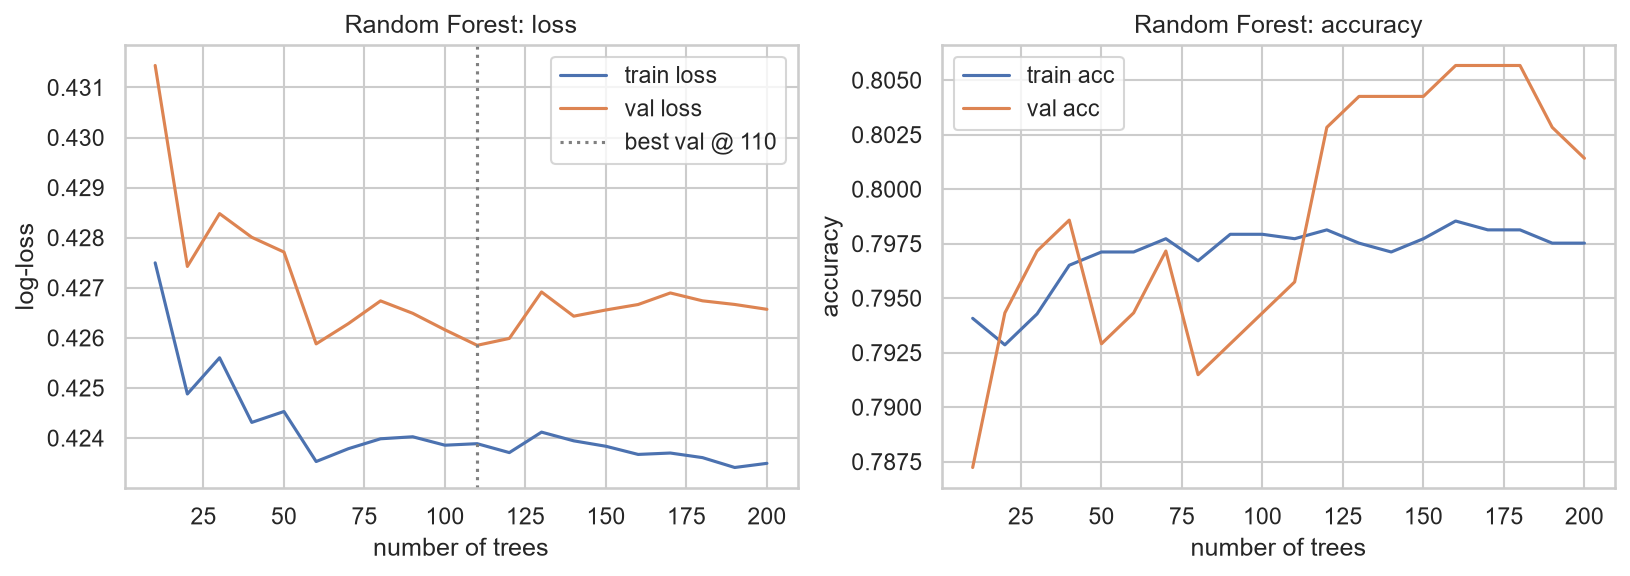 Random Forest: loss
train loss
val loss
best val @ 110
0.431
0.430
0.429
0.428
0.427
0.426
0.425
0.424
log-loss
25 50 75 100 125 150 175 200
number of trees
Random Forest: accuracy
train acc
val acc
0.8050
0.8025
0.8000
0.7975
0.7950
0.7925
0.7900
0.7875
accuracy
25 50 75 100 125 150 175 200
number of trees